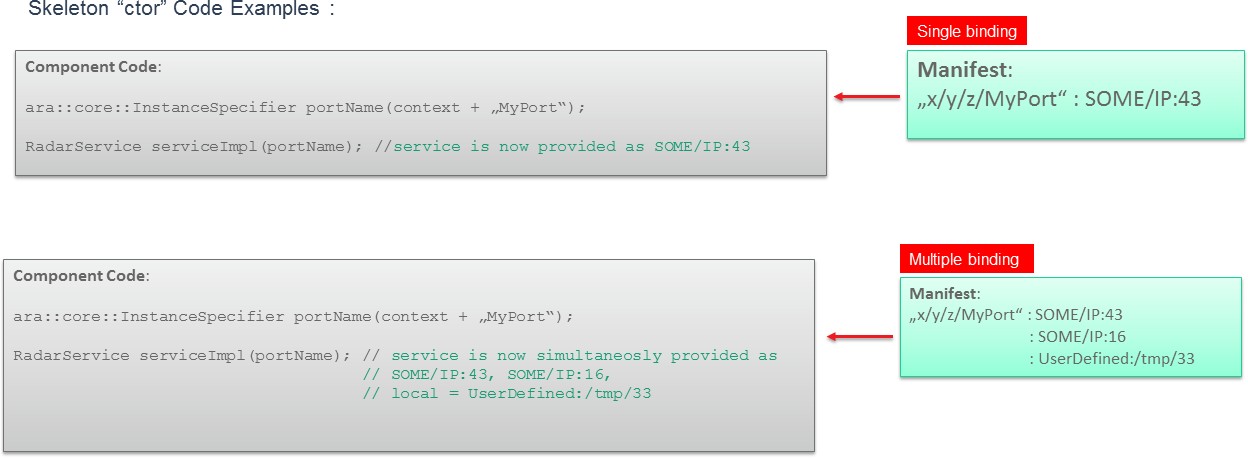 Skeleton “ctor” Code Examples :
Single binding
Component Code:
ara::core::InstanceSpecifier portName(context + „MyPort“);
RadarService serviceImpl(portName); //service is now provided as SOME/IP:43
Manifest:
„x/y/z/MyPort“ : SOME/IP:43
Multiple binding
Component Code:
ara::core::InstanceSpecifier portName(context + „MyPort“);
RadarService serviceImpl(portName); // service is now simultaneosly provided as
// SOME/IP:43, SOME/IP:16,
// local = UserDefined:/tmp/33
Manifest:
„x/y/z/MyPort“ : SOME/IP:43
: SOME/IP:16
: UserDefined:/tmp/33